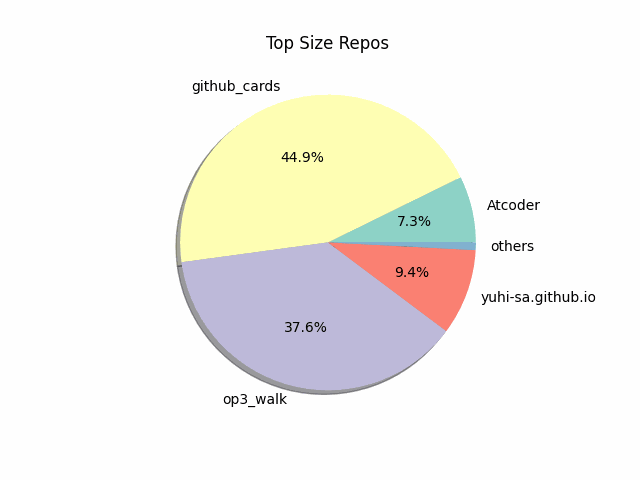 Top Size Repos
github_cards
44.9%
Atcoder
7.3%
others
9.4%
yuhi-sa.github.io
37.6%
op3_walk